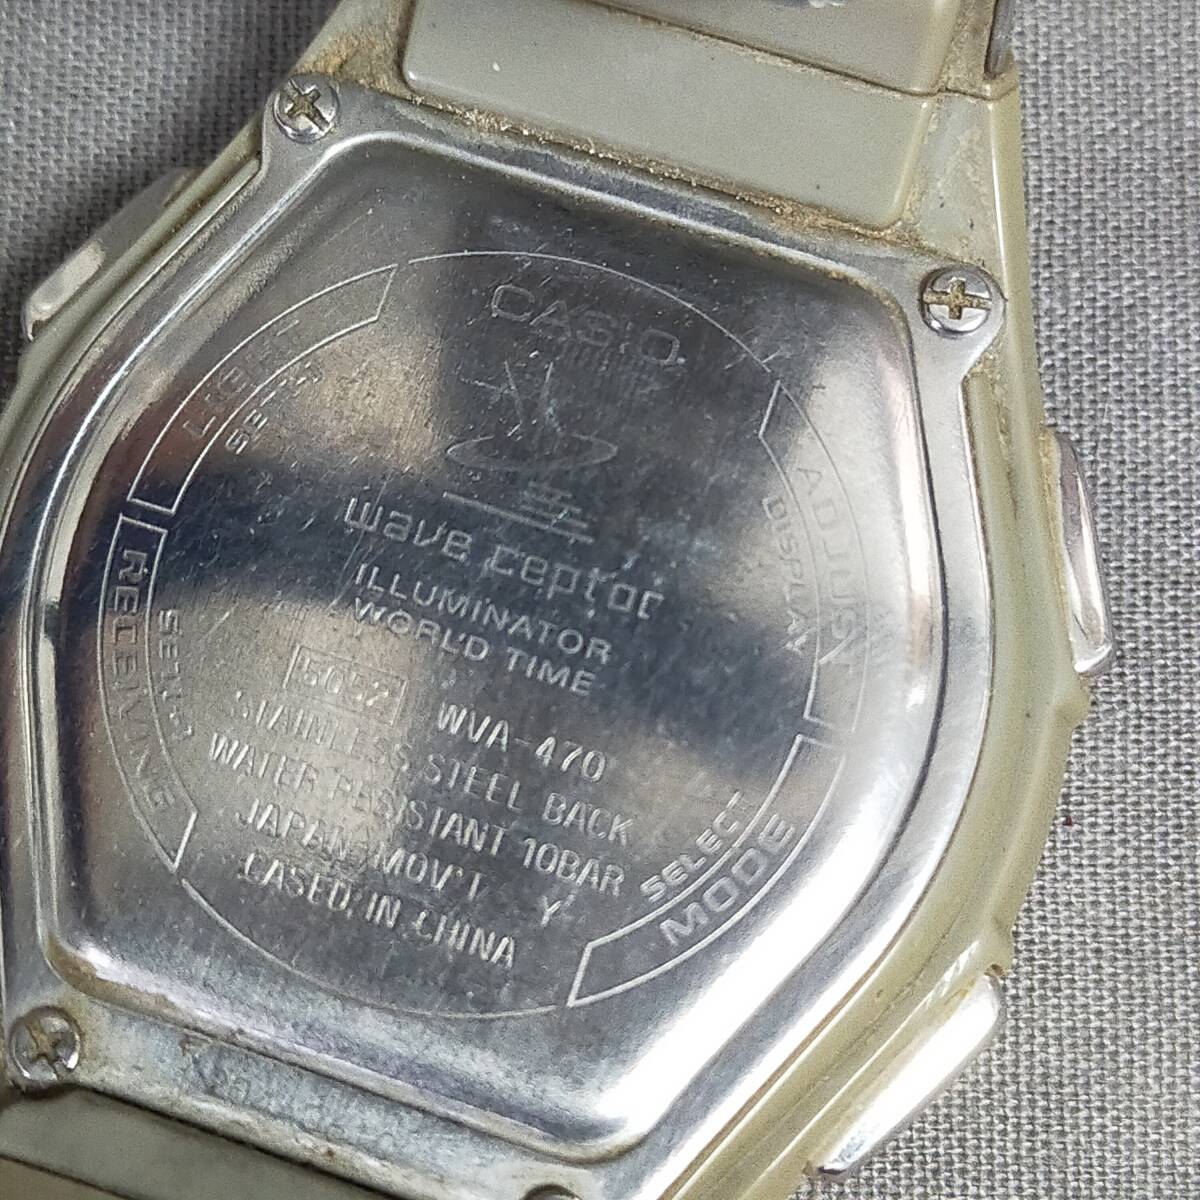 CASIO
wave ceptor
ILLUMINATOR
WORLD TIME
5052 WVA-470
STAINLESS STEEL BACK
WATER RESISTANT 10BAR
JAPAN MOV'T Y
CASED IN CHINA
LIGHT
ADJUST
DISPLAY
RECEIVING
SELECT
MODE